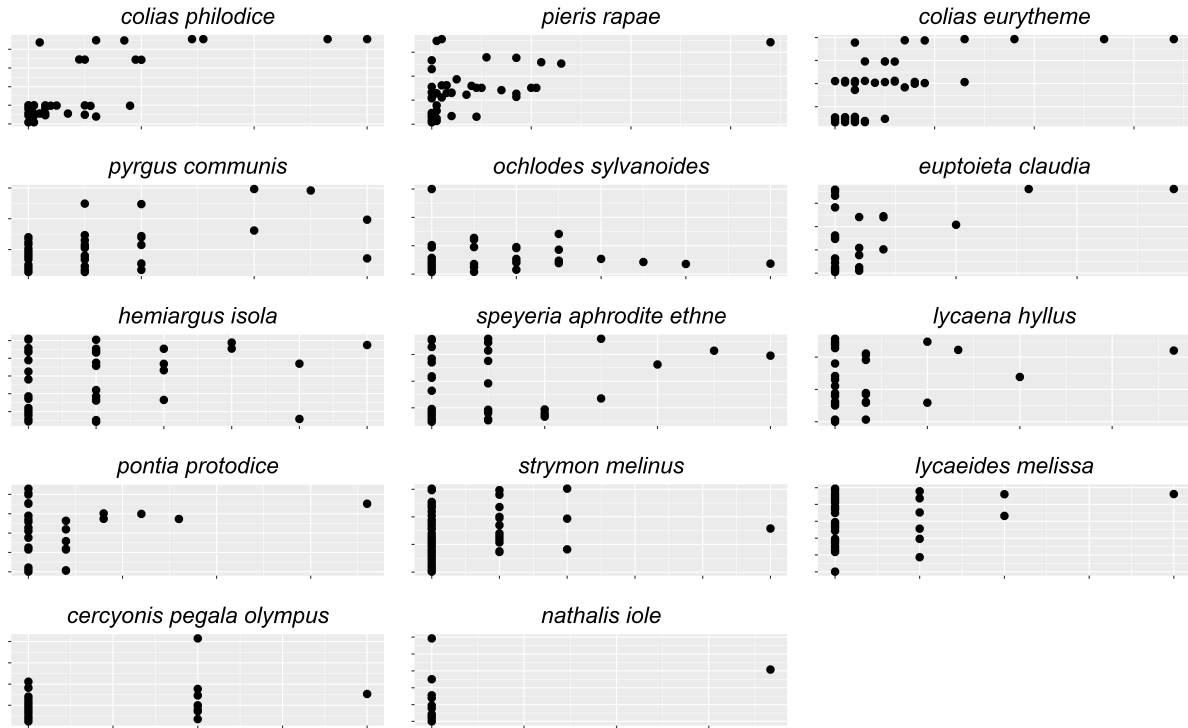 colias philodice
pieris rapae
colias eurytheme
pyrgus communis
ochlodes sylvanoides
euptoieta claudia
hemiargus isola
speyeria aphrodite ethne
lycaena hyllus
pontia protodice
strymon melinus
lycaeides melissa
cercyonis pegala olympus
nathalis iole